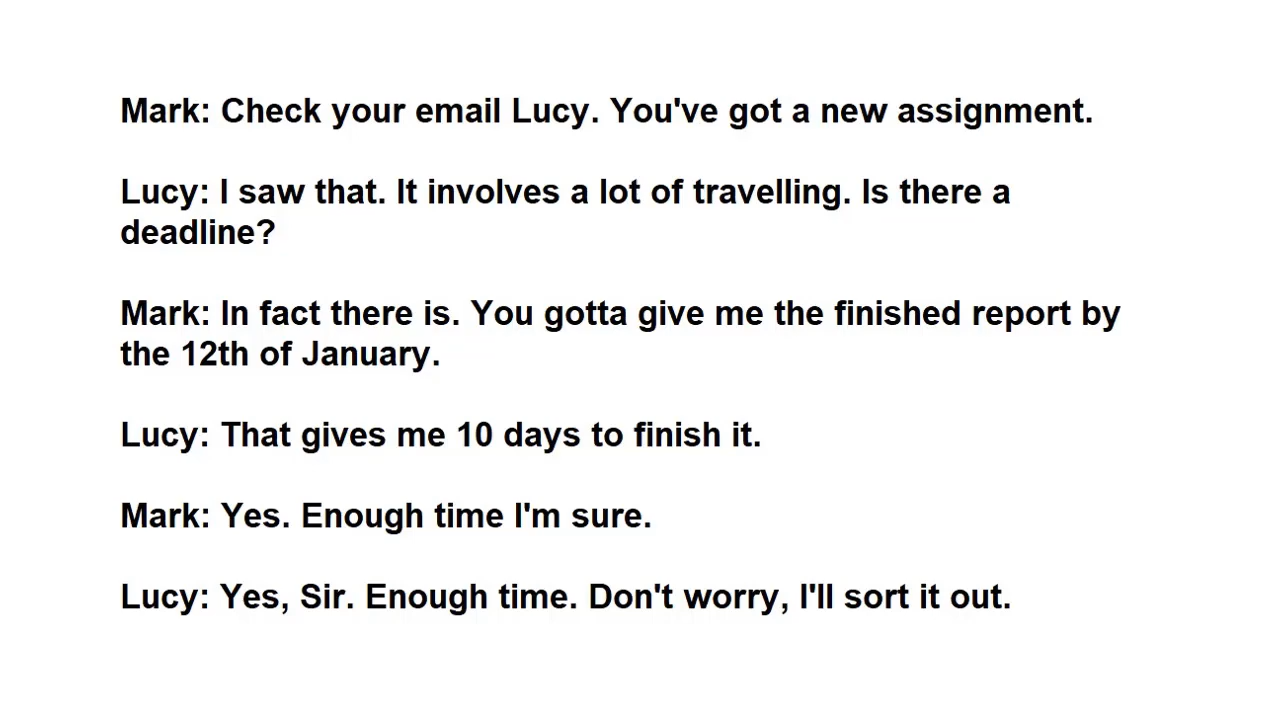 Mark: Check your email Lucy. You've got a new assignment.
Lucy: I saw that. It involves a lot of travelling. Is there a
deadline?
Mark: In fact there is. You gotta give me the finished report by
the 12th of January.
Lucy: That gives me 10 days to finish it.
Mark: Yes. Enough time I'm sure.
Lucy: Yes, Sir. Enough time. Don't worry, I'll sort it out.